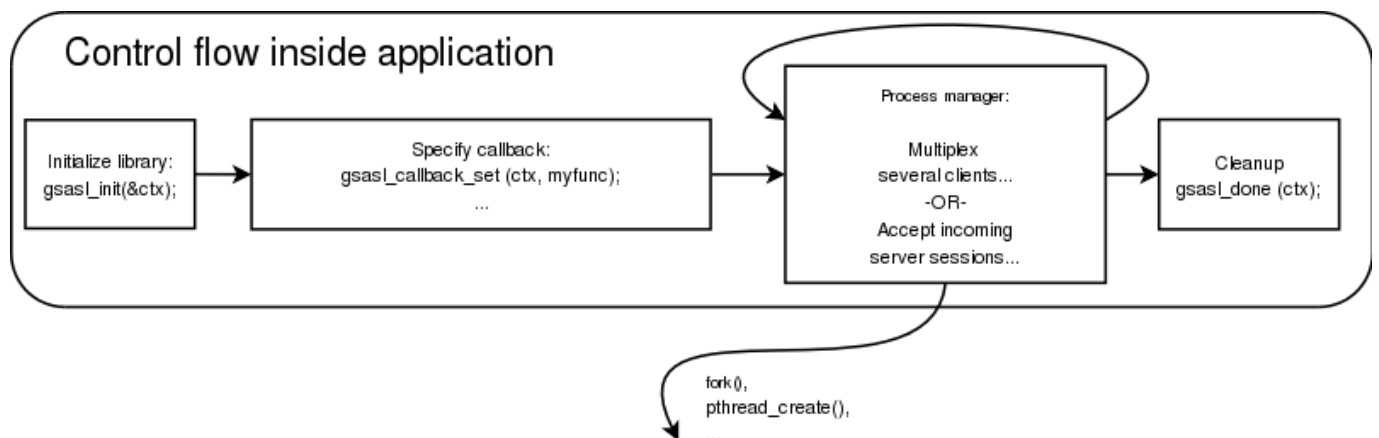 Control flow inside application
Initialize library:
gsasl_init(&ctx);
Specify callback:
gsasl_callback_set (ctx, myfunc);
...
Process manager:
Multiplex
several clients...
-OR-
Accept incoming
server sessions...
Cleanup
gsasl_done (ctx);
fork(),
pthread_create(),
...